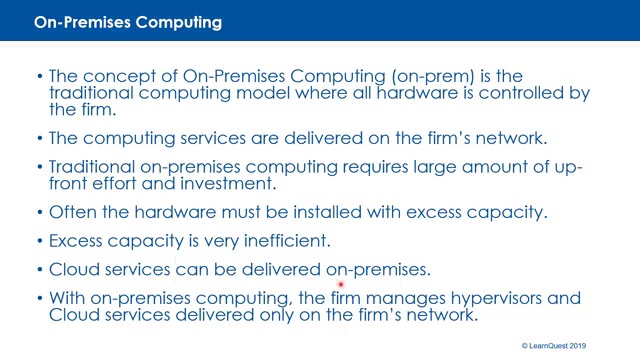 On-Premises Computing
• The concept of On-Premises Computing (on-prem) is the
traditional computing model where all hardware is controlled by
the firm.
• The computing services are delivered on the firm's network.
• Traditional on-premises computing requires large amount of up-
front effort and investment.
• Often the hardware must be installed with excess capacity.
• Excess capacity is very inefficient.
• Cloud services can be delivered on-premises.
• With on-premises computing, the firm manages hypervisors and
Cloud services delivered only on the firm's network.
© LearnQuest 2019